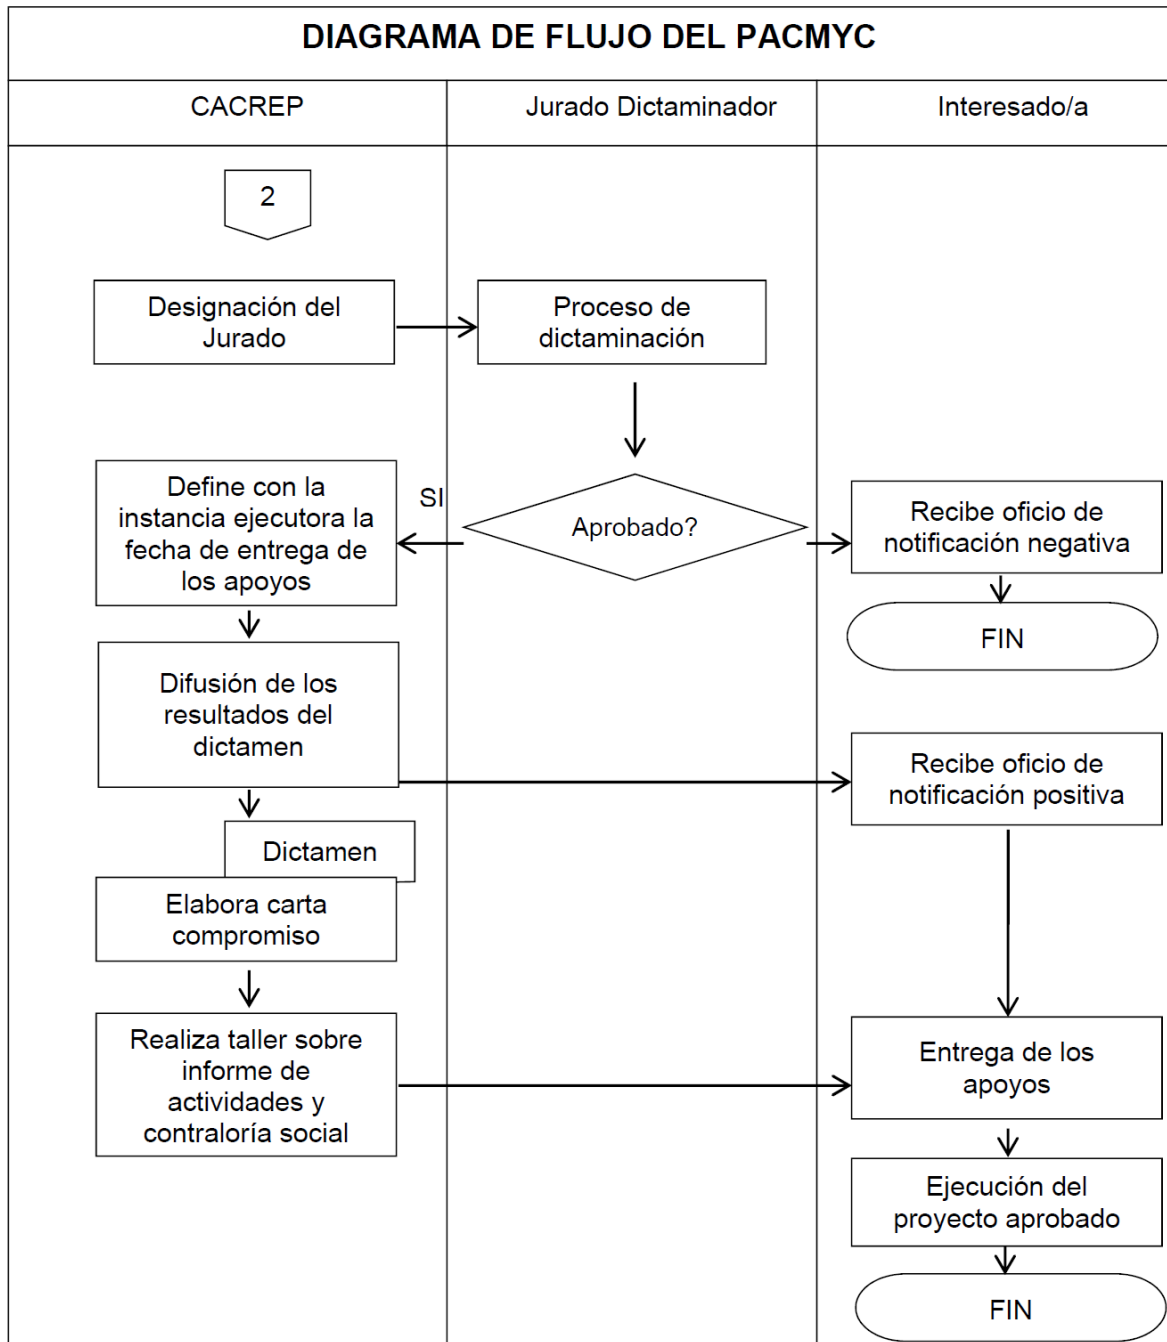 DIAGRAMA DE FLUJO DEL PACMYC
CACREP
Jurado Dictaminador
Interesado/a
2
Designación del
Jurado
Proceso de
dictaminación
Define con la
instancia ejecutora la
fecha de entrega de
los apoyos
SI
Aprobado?
Recibe oficio de
notificación negativa
FIN
Difusión de los
resultados del
dictamen
Recibe oficio de
notificación positiva
Dictamen
Elabora carta
compromiso
Realiza taller sobre
informe de
actividades y
contraloría social
Entrega de los
apoyos
Ejecución del
proyecto aprobado
FIN